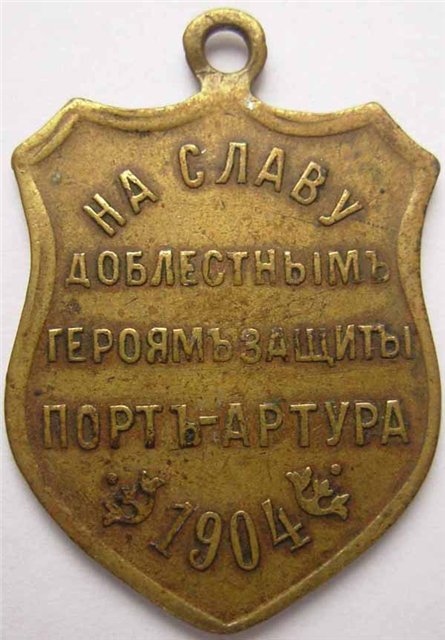 НА СЛАВУ
ДОБЛЕСТНЫМЪ
ГЕРОЯМЪ ЗАЩИТЫ
ПОРТЪ-АРТУРА
1904